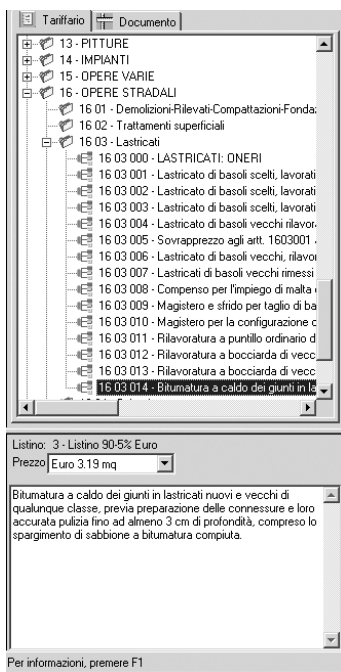 Tariffario Documento
13 - PITTURE
14 - IMPIANTI
15 - OPERE VARIE
16 - OPERE STRADALI
16 01 - Demolizioni-Rilevati-Compattazioni-Fonda
16 02 - Trattamenti superficiali
16 03 - Lastricati
16 03 000 - LASTRICATI: ONERI
16 03 001 - Lastricato di basoli scelti, lavorati
16 03 002 - Lastricato di basoli scelti, lavorati
16 03 003 - Lastricato di basoli scelti, lavorati
16 03 004 - Lastricato di basoli vecchi rilavor
16 03 005 - Sovrapprezzo agli artt. 1603001
16 03 006 - Lastricato di basoli vecchi, rilavor
16 03 007 - Lastricati di basoli vecchi rimessi
16 03 008 - Compenso per l'impiego di malta
16 03 009 - Magistero e sfrido per taglio di ba
16 03 010 - Magistero per la configurazione
16 03 011 - Rilavoratura a puntillo ordinario d
16 03 012 - Rilavoratura a bocciarda di vecc
16 03 013 - Rilavoratura a bocciarda di vecc
16 03 014 - Bitumatura a caldo dei giunti in la
Listino: 3 - Listino 90-5% Euro
Prezzo Euro 3.19 mq
Bitumatura a caldo dei giunti in lastricati nuovi e vecchi di
qualunque classe, previa preparazione delle connessure e loro
accurata pulizia fino ad almeno 3 cm di profondità, compreso lo
spargimento di sabbione a bitumatura compiuta.
Per informazioni, premere F1